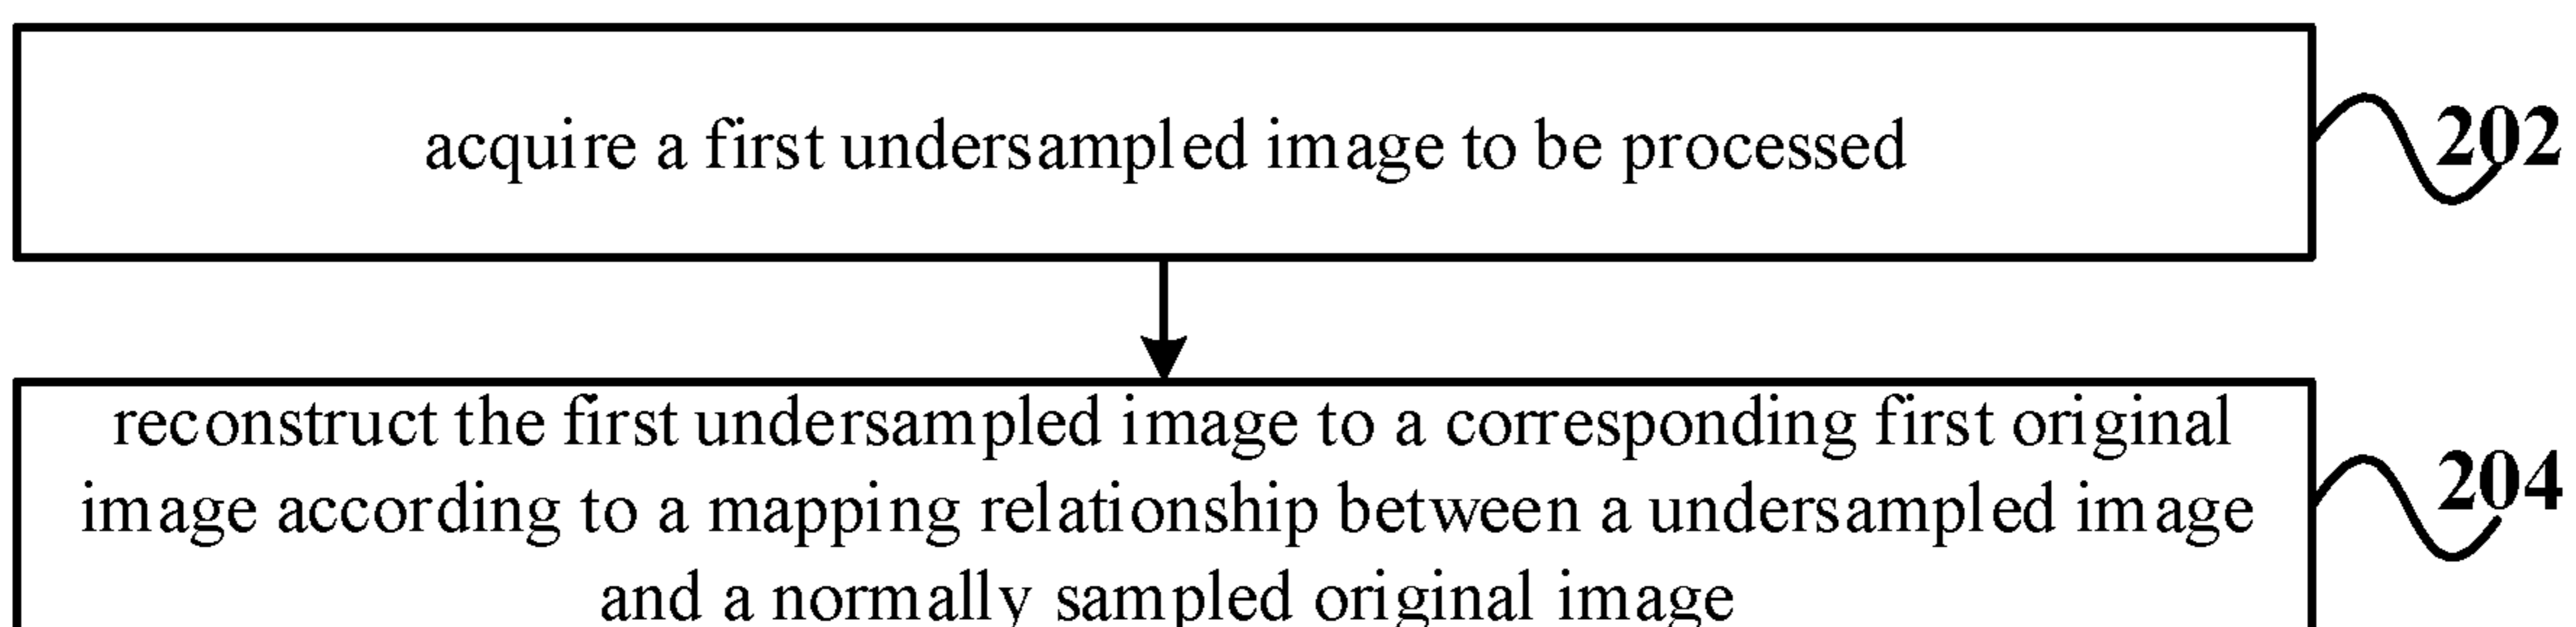 acquire a first undersampled image to be processed
202
reconstruct the first undersampled image to a corresponding first original
image according to a mapping relationship between a undersampled image
and a normally sampled original image
204